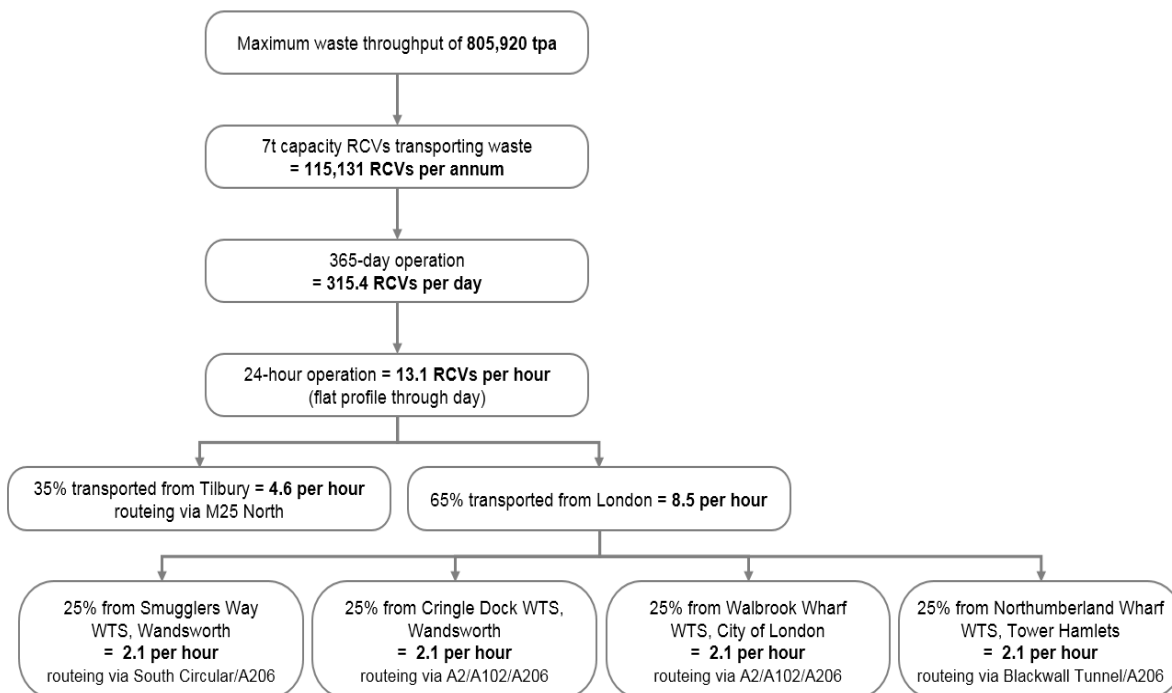 Maximum waste throughput of 805,920 tpa
7t capacity RCVs transporting waste
= 115,131 RCVs per annum
365-day operation
= 315.4 RCVs per day
24-hour operation = 13.1 RCVs per hour
(flat profile through day)
35% transported from Tilbury = 4.6 per hour
routeing via M25 North
65% transported from London = 8.5 per hour
25% from Smugglers Way
WTS, Wandsworth
= 2.1 per hour
routeing via South Circular/A206
25% from Cringle Dock WTS,
Wandsworth
= 2.1 per hour
routeing via A2/A102/A206
25% from Walbrook Wharf
WTS, City of London
= 2.1 per hour
routeing via A2/A102/A206
25% from Northumberland Wharf
WTS, Tower Hamlets
= 2.1 per hour
routeing via Blackwall Tunnel/A206